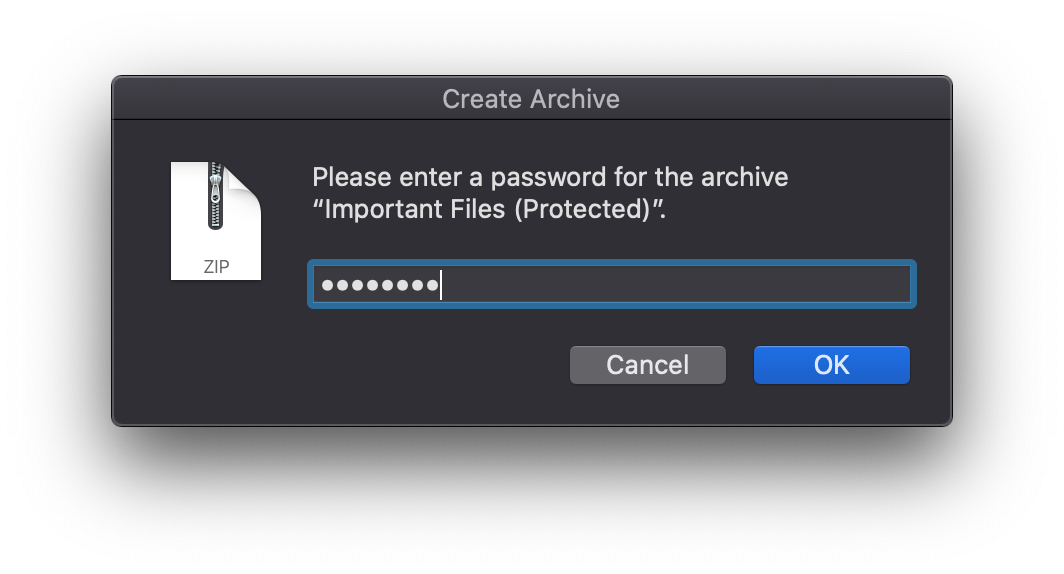 Create Archive
Please enter a password for the archive
“Important Files (Protected)”.
ZIP
••••••••
Cancel
OK